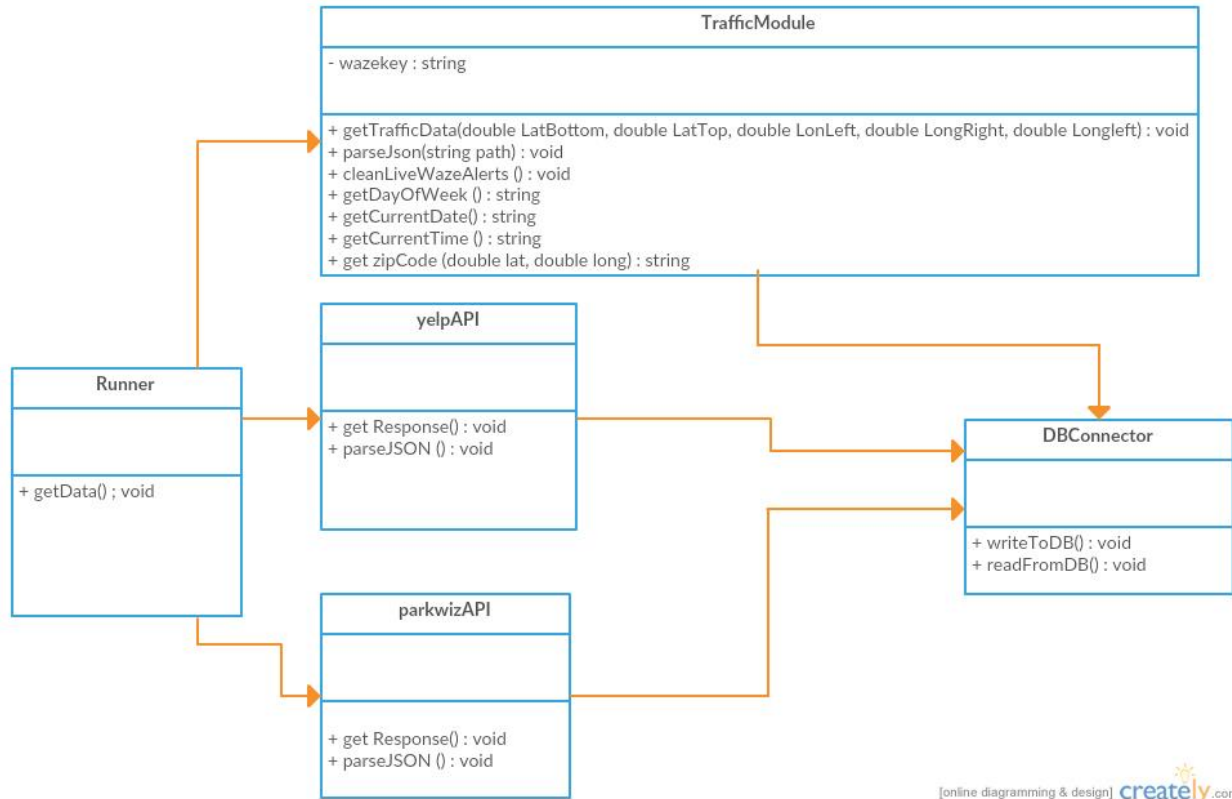 TrafficModule
- wazekey : string
+ getTrafficData(double LatBottom, double LatTop, double LonLeft, double LongRight, double Longleft) : void
+ parseJson(string path) : void
+ cleanLiveWazeAlerts () : void
+ getDayOfWeek () : string
+ getCurrentDate() : string
+ getCurrentTime () : string
+ get zipCode (double lat, double long) : string
yelpAPI
+ get Response() : void
+ parseJSON () : void
Runner
+ getData() ; void
DBConnector
+ writeToDB() : void
+ readFromDB() : void
parkwizAPI
+ get Response() : void
+ parseJSON () : void
[online diagramming & design] creately.com